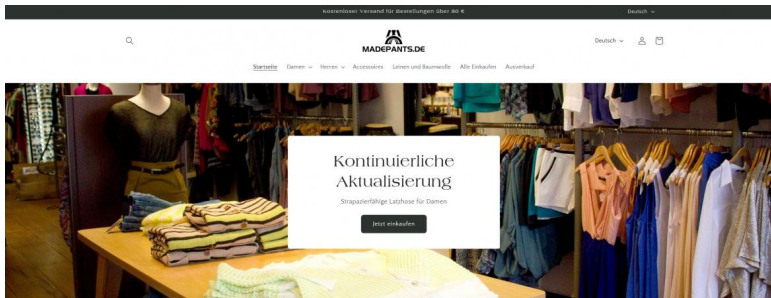 Kostenloser Versand für Bestellungen über 80 €
Deutsch
MADEPANTS.DE
Deutsch
Startseite Damen Herren Accessoires Leinen und Baumwolle Alle Einkaufen Ausverkauf
Kontinuierliche
Aktualisierung
Strapazierfähige Latzhose für Damen
Jetzt einkaufen